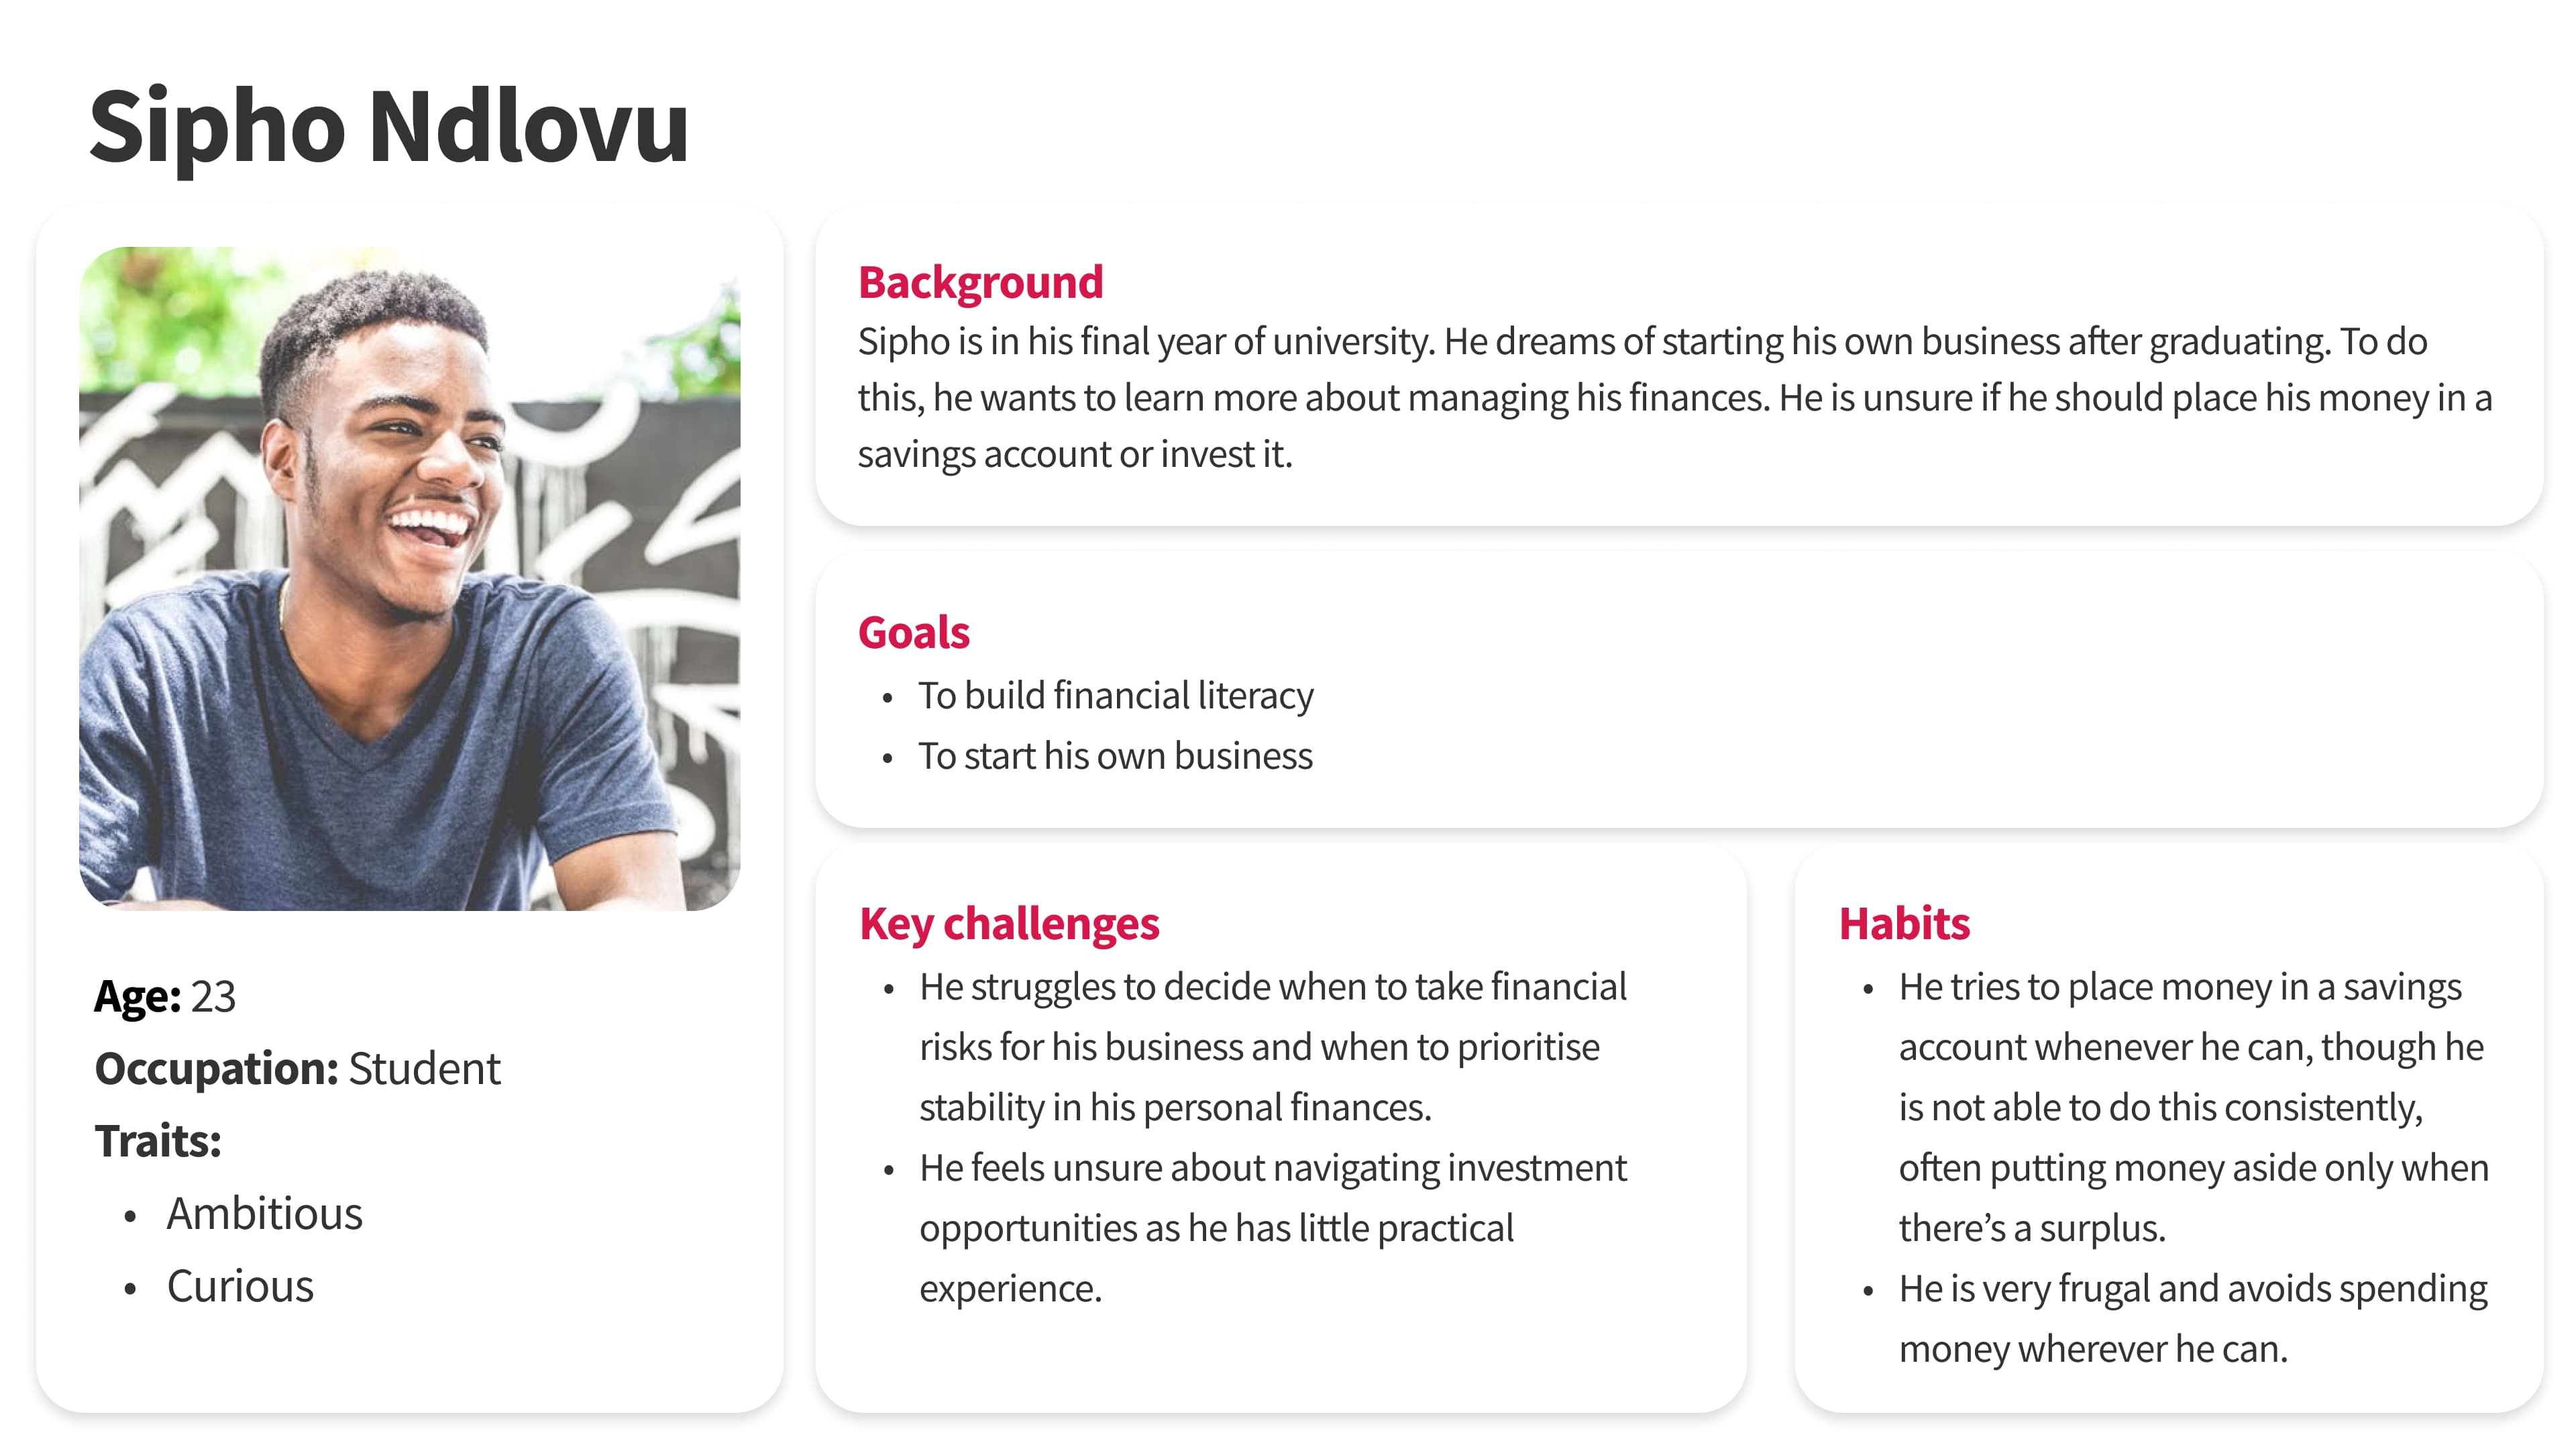 Sipho Ndlovu
Age: 23
Occupation: Student
Traits:
• Ambitious
• Curious
Background
Sipho is in his final year of university. He dreams of starting his own business after graduating. To do
this, he wants to learn more about managing his finances. He is unsure if he should place his money in a
savings account or invest it.
Goals
• To build financial literacy
• To start his own business
Key challenges
• He struggles to decide when to take financial
risks for his business and when to prioritise
stability in his personal finances.
• He feels unsure about navigating investment
opportunities as he has little practical
experience.
Habits
• He tries to place money in a savings
account whenever he can, though he
is not able to do this consistently,
often putting money aside only when
there’s a surplus.
• He is very frugal and avoids spending
money wherever he can.